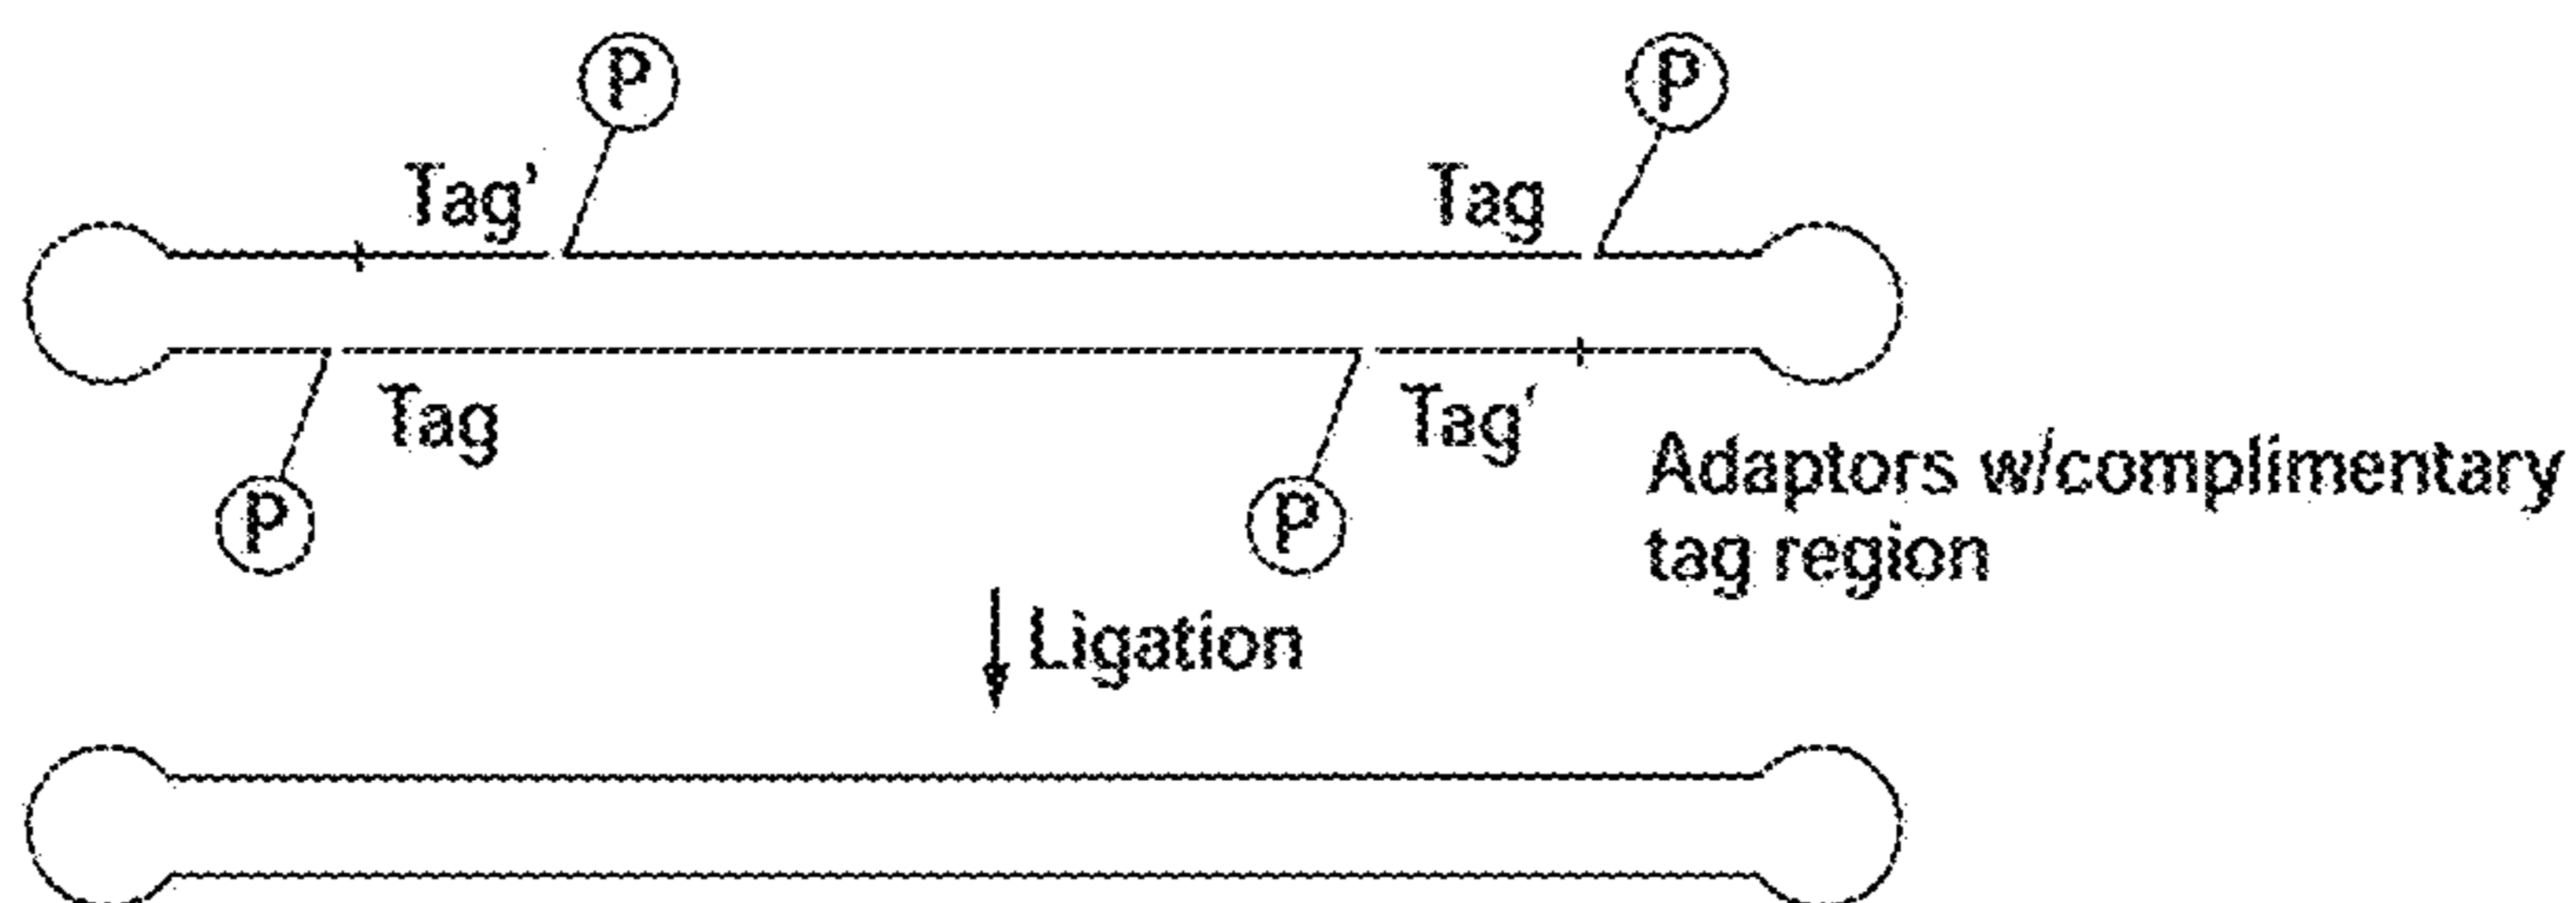 P
P
Tag’
Tag
Tag
Tag‘
P
P
Adaptors w/complimentary
tag region
Ligation